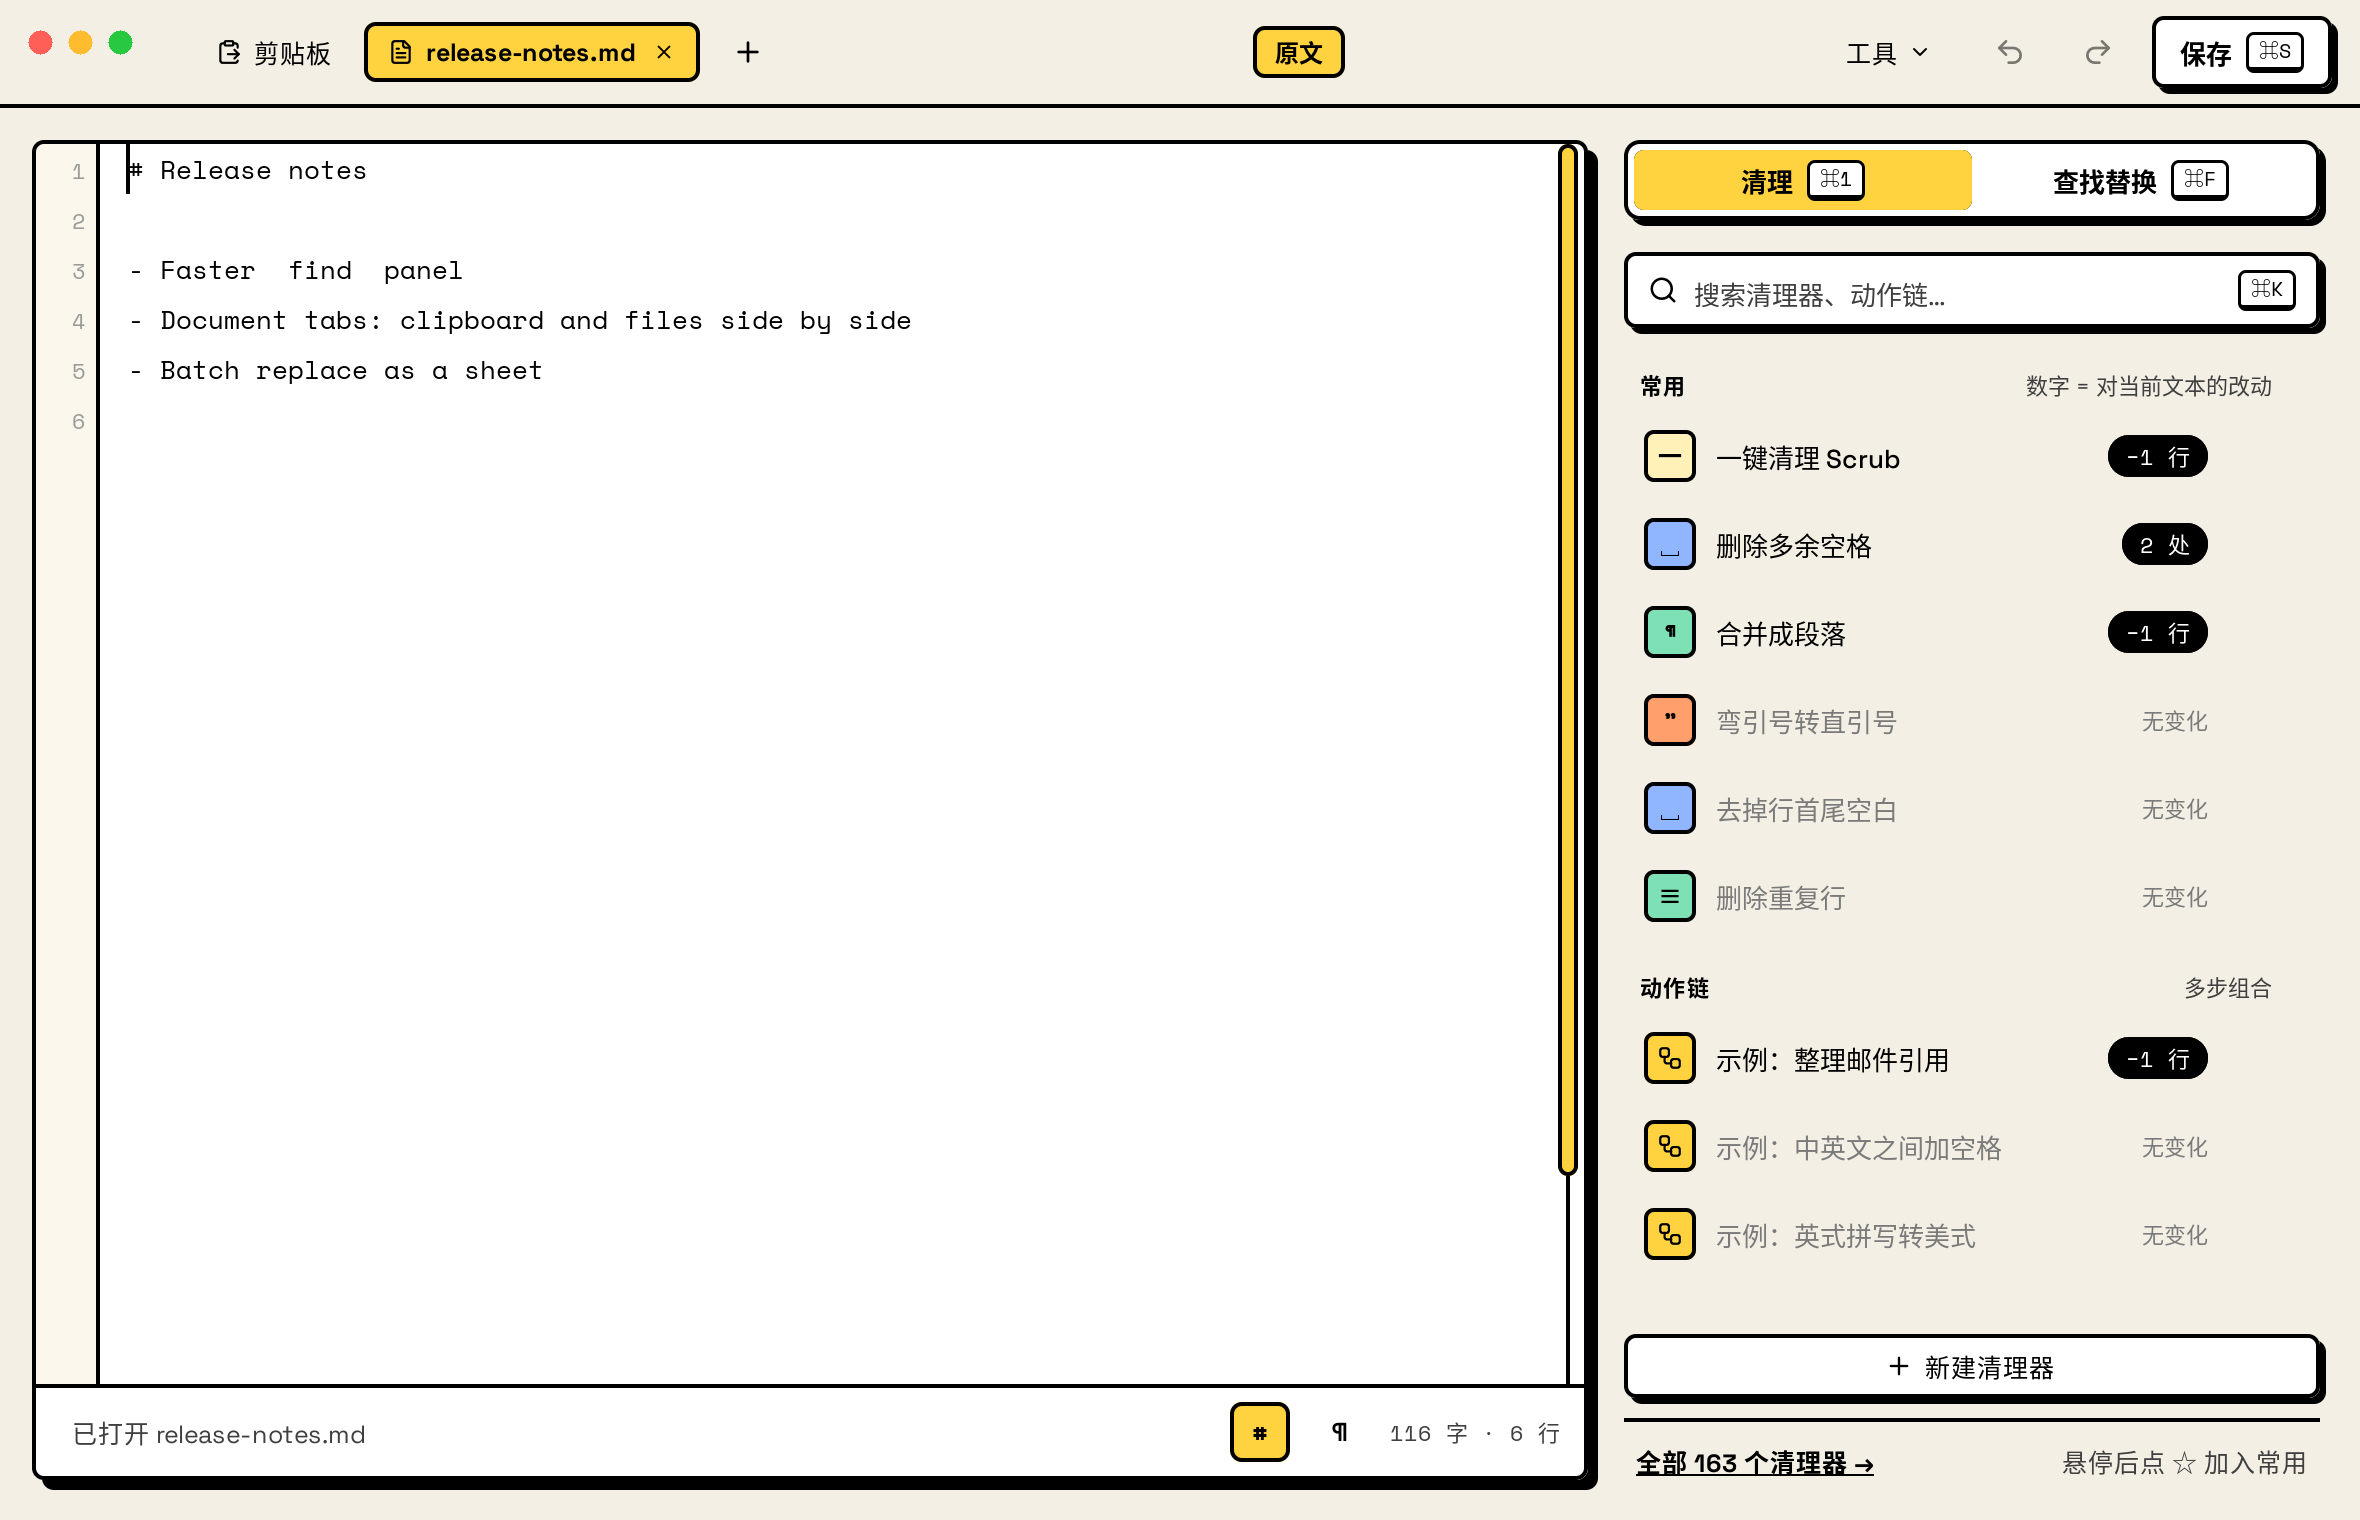 剪贴板
release-notes.md
原文
工具
保存 ⌘S
1 # Release notes
2
3 - Faster  find  panel
4 - Document tabs: clipboard and files side by side
5 - Batch replace as a sheet
6
已打开 release-notes.md
# ¶ 116 字 · 6 行
清理 ⌘1
查找替换 ⌘F
搜索清理器、动作链… ⌘K
常用 数字 = 对当前文本的改动
一键清理 Scrub -1 行
删除多余空格 2 处
¶ 合并成段落 -1 行
” 弯引号转直引号 无变化
去掉行首尾空白 无变化
删除重复行 无变化
动作链 多步组合
示例：整理邮件引用 -1 行
示例：中英文之间加空格 无变化
示例：英式拼写转美式 无变化
+ 新建清理器
全部 163 个清理器 → 悬停后点 ☆ 加入常用